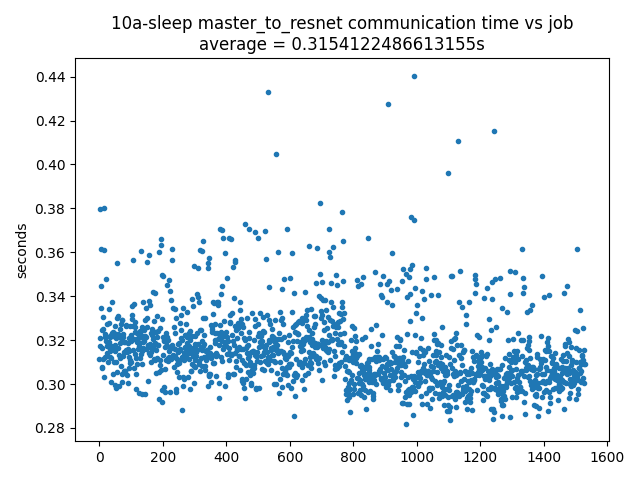 10a-sleep master_to_resnet communication time vs job
average = 0.3154122486613155s
0.44
0.42
0.40
0.38
0.36
seconds
0.34
0.32
0.30
0.28
0 200 400 600 800 1000 1200 1400 1600